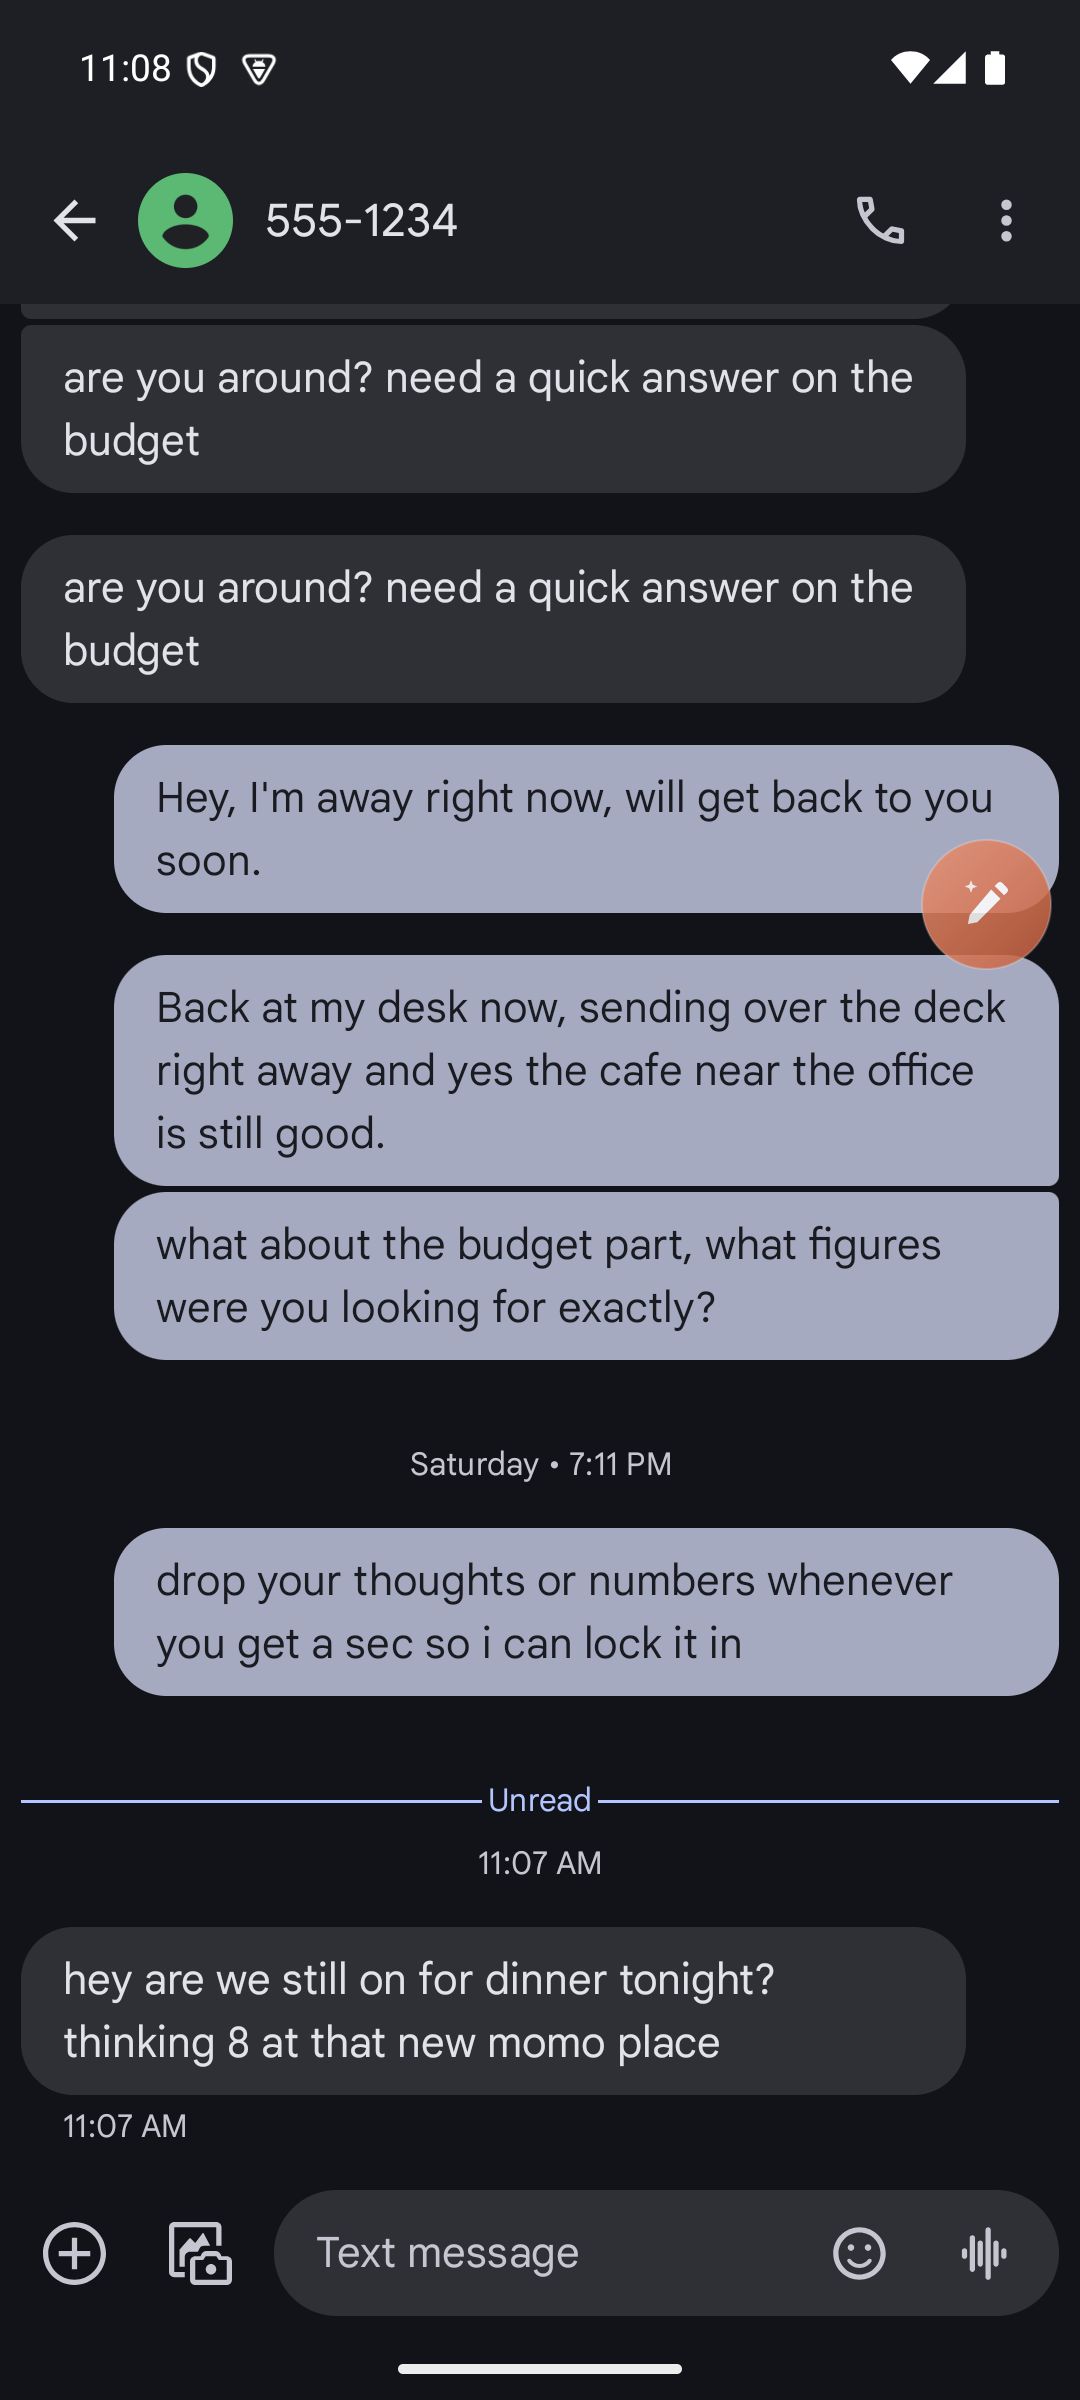 11:08
555-1234
are you around? need a quick answer on the
budget
are you around? need a quick answer on the
budget
Hey, I'm away right now, will get back to you
soon.
Back at my desk now, sending over the deck
right away and yes the cafe near the office
is still good.
what about the budget part, what figures
were you looking for exactly?
Saturday • 7:11 PM
drop your thoughts or numbers whenever
you get a sec so i can lock it in
Unread
11:07 AM
hey are we still on for dinner tonight?
thinking 8 at that new momo place
11:07 AM
Text message